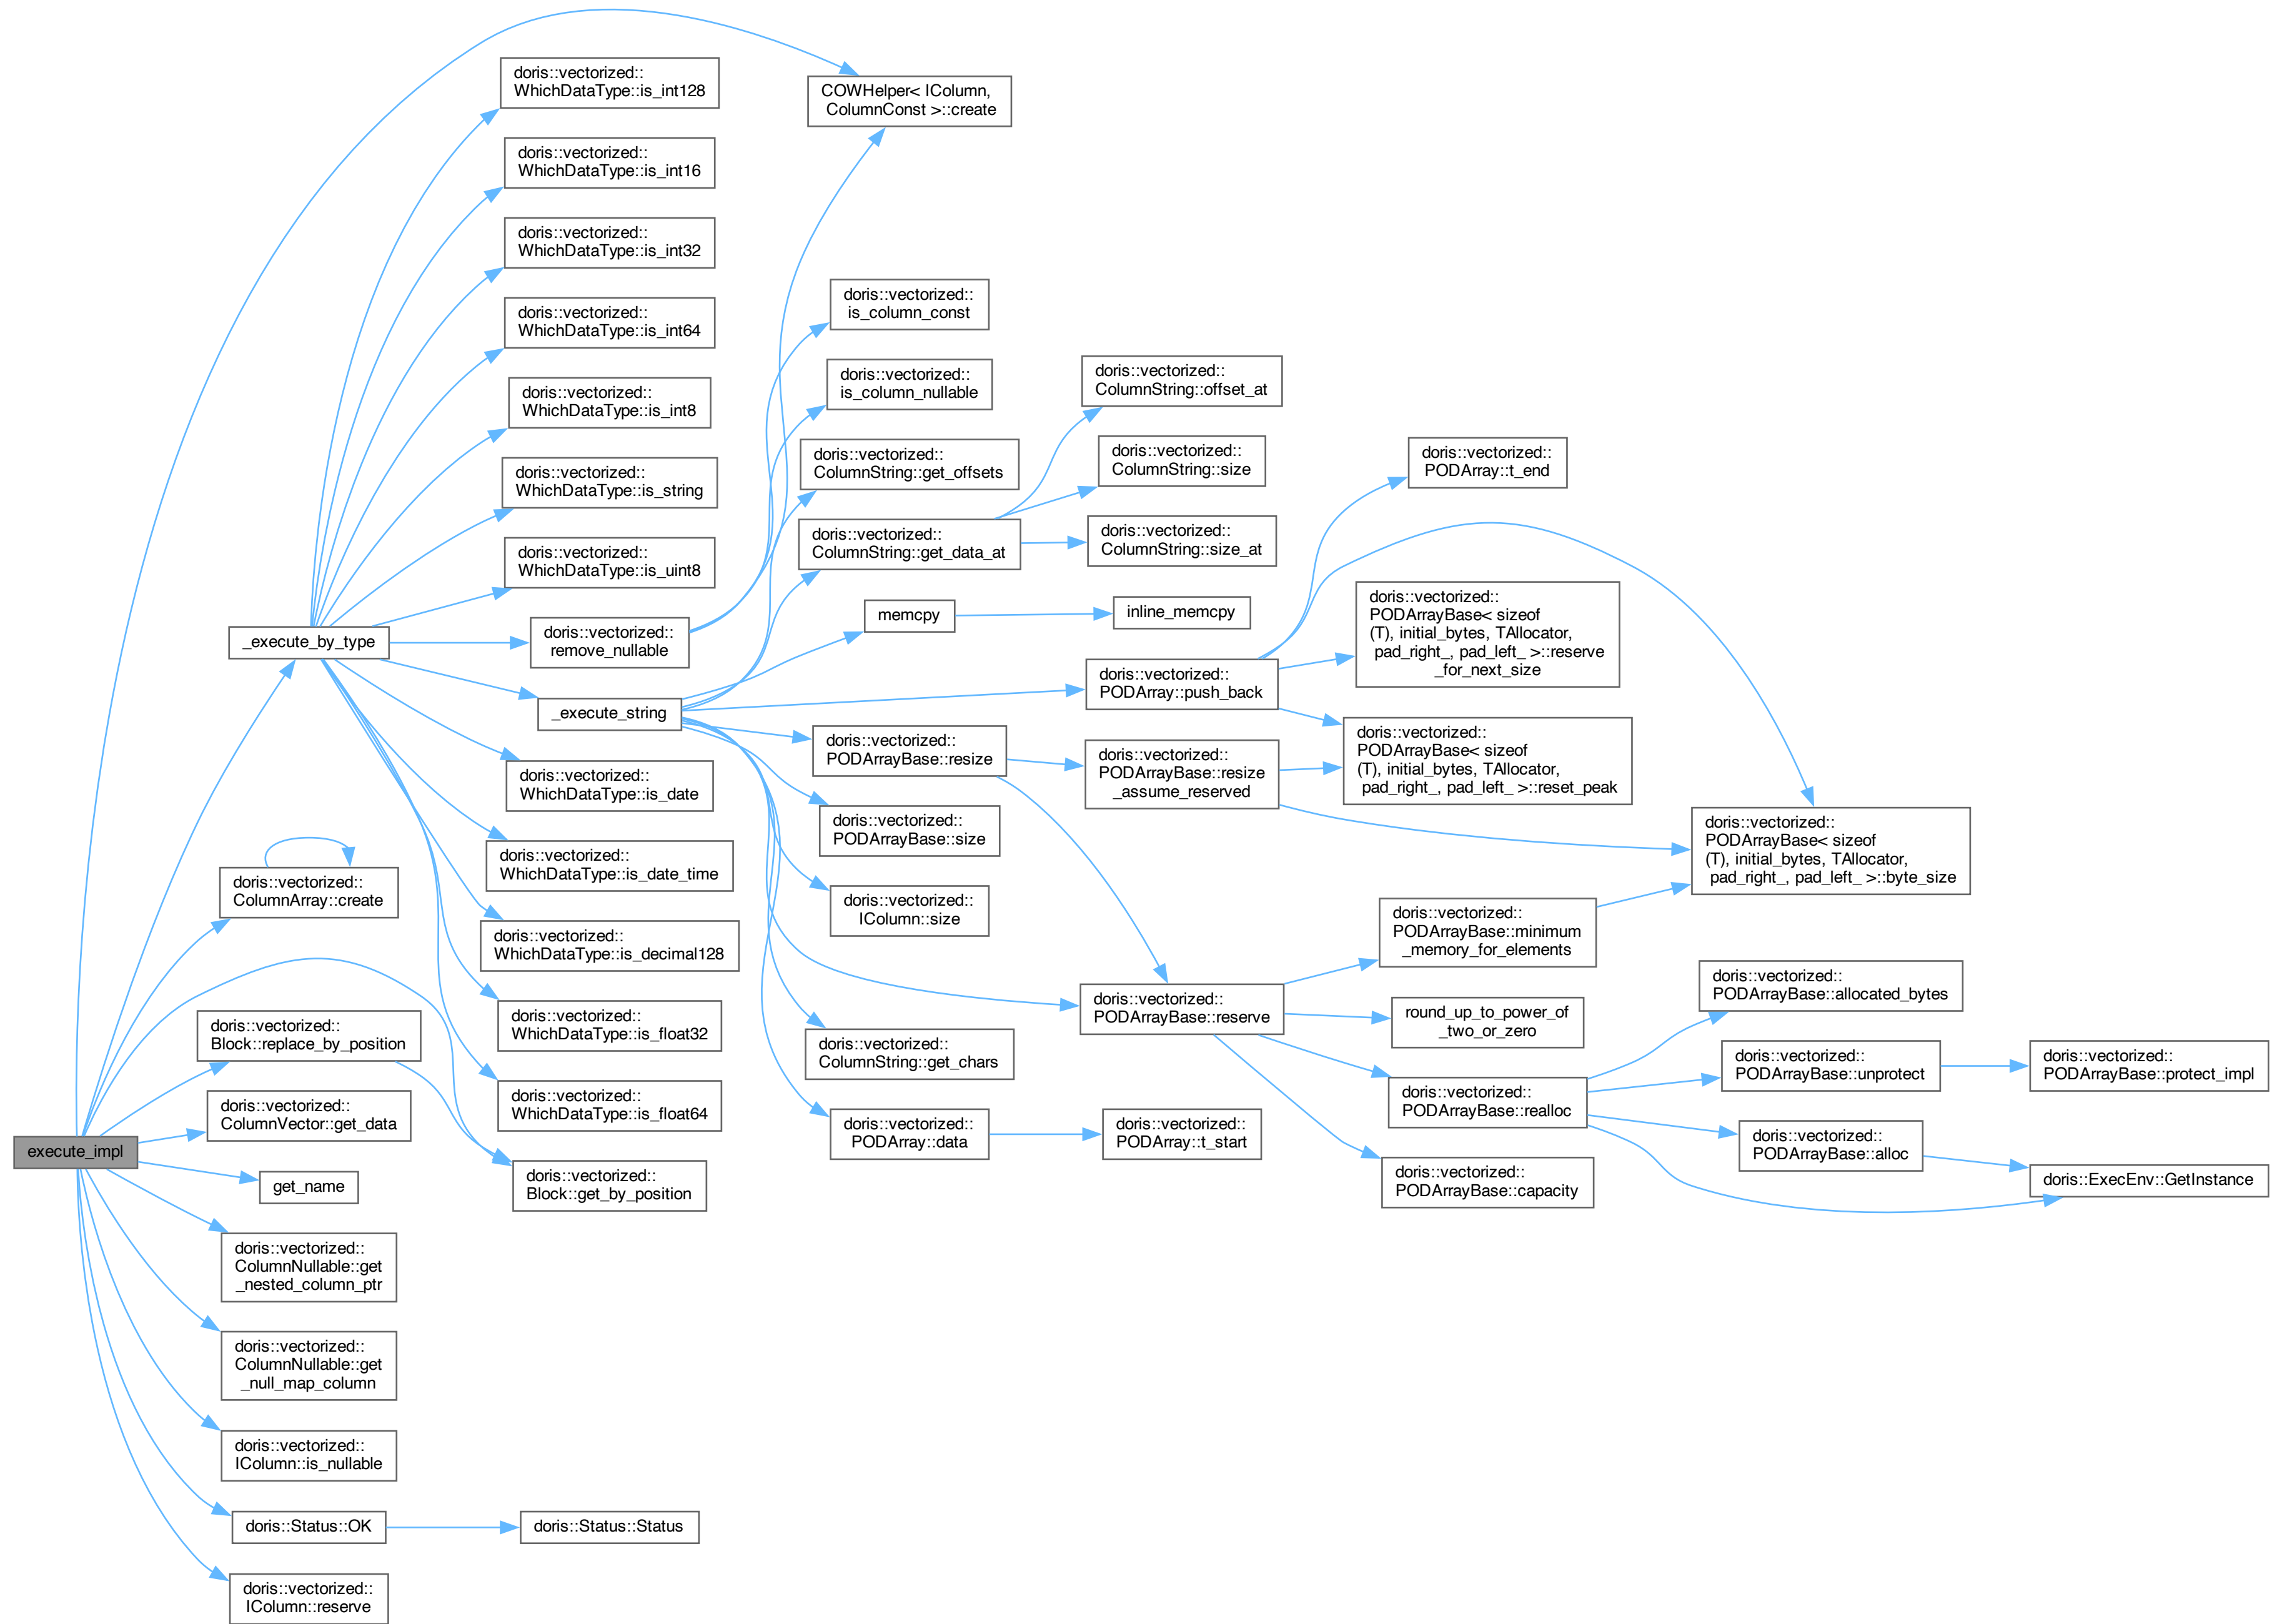 execute_impl
_execute_by_type
doris::vectorized::
ColumnArray::create
doris::vectorized::
Block::replace_by_position
doris::vectorized::
ColumnVector::get_data
get_name
doris::vectorized::
ColumnNullable::get
_nested_column_ptr
doris::vectorized::
ColumnNullable::get
_null_map_column
doris::vectorized::
IColumn::is_nullable
doris::Status::OK
doris::vectorized::
IColumn::reserve
doris::vectorized::
WhichDataType::is_int128
doris::vectorized::
WhichDataType::is_int16
doris::vectorized::
WhichDataType::is_int32
doris::vectorized::
WhichDataType::is_int64
doris::vectorized::
WhichDataType::is_int8
doris::vectorized::
WhichDataType::is_string
doris::vectorized::
WhichDataType::is_uint8
doris::vectorized::
remove_nullable
_execute_string
doris::vectorized::
WhichDataType::is_date
doris::vectorized::
WhichDataType::is_date_time
doris::vectorized::
WhichDataType::is_decimal128
doris::vectorized::
WhichDataType::is_float32
doris::vectorized::
WhichDataType::is_float64
doris::vectorized::
Block::get_by_position
doris::Status::Status
COWHelper< IColumn,
ColumnConst >::create
doris::vectorized::
is_column_const
doris::vectorized::
is_column_nullable
doris::vectorized::
ColumnString::get_offsets
doris::vectorized::
ColumnString::get_data_at
memcpy
doris::vectorized::
PODArrayBase::resize
doris::vectorized::
PODArrayBase::size
doris::vectorized::
IColumn::size
doris::vectorized::
ColumnString::get_chars
doris::vectorized::
PODArray::data
doris::vectorized::
ColumnString::offset_at
doris::vectorized::
ColumnString::size
doris::vectorized::
ColumnString::size_at
inline_memcpy
doris::vectorized::
PODArray::push_back
doris::vectorized::
PODArrayBase::resize
_assume_reserved
doris::vectorized::
PODArrayBase::reserve
doris::vectorized::
PODArray::t_start
doris::vectorized::
PODArray::t_end
doris::vectorized::
PODArrayBase< sizeof
(T), initial_bytes, TAllocator,
pad_right_, pad_left_ >::reserve
_for_next_size
doris::vectorized::
PODArrayBase< sizeof
(T), initial_bytes, TAllocator,
pad_right_, pad_left_ >::reset_peak
doris::vectorized::
PODArrayBase::minimum
_memory_for_elements
round_up_to_power_of
_two_or_zero
doris::vectorized::
PODArrayBase::realloc
doris::vectorized::
PODArrayBase::capacity
doris::vectorized::
PODArrayBase< sizeof
(T), initial_bytes, TAllocator,
pad_right_, pad_left_ >::byte_size
doris::vectorized::
PODArrayBase::allocated_bytes
doris::vectorized::
PODArrayBase::unprotect
doris::vectorized::
PODArrayBase::alloc
doris::vectorized::
PODArrayBase::protect_impl
doris::ExecEnv::GetInstance